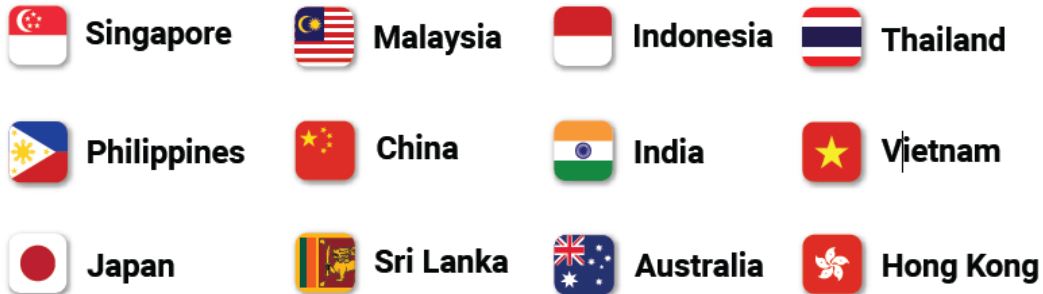 Singapore Malaysia Indonesia Thailand
Philippines China India Vietnam
Japan Sri Lanka Australia Hong Kong